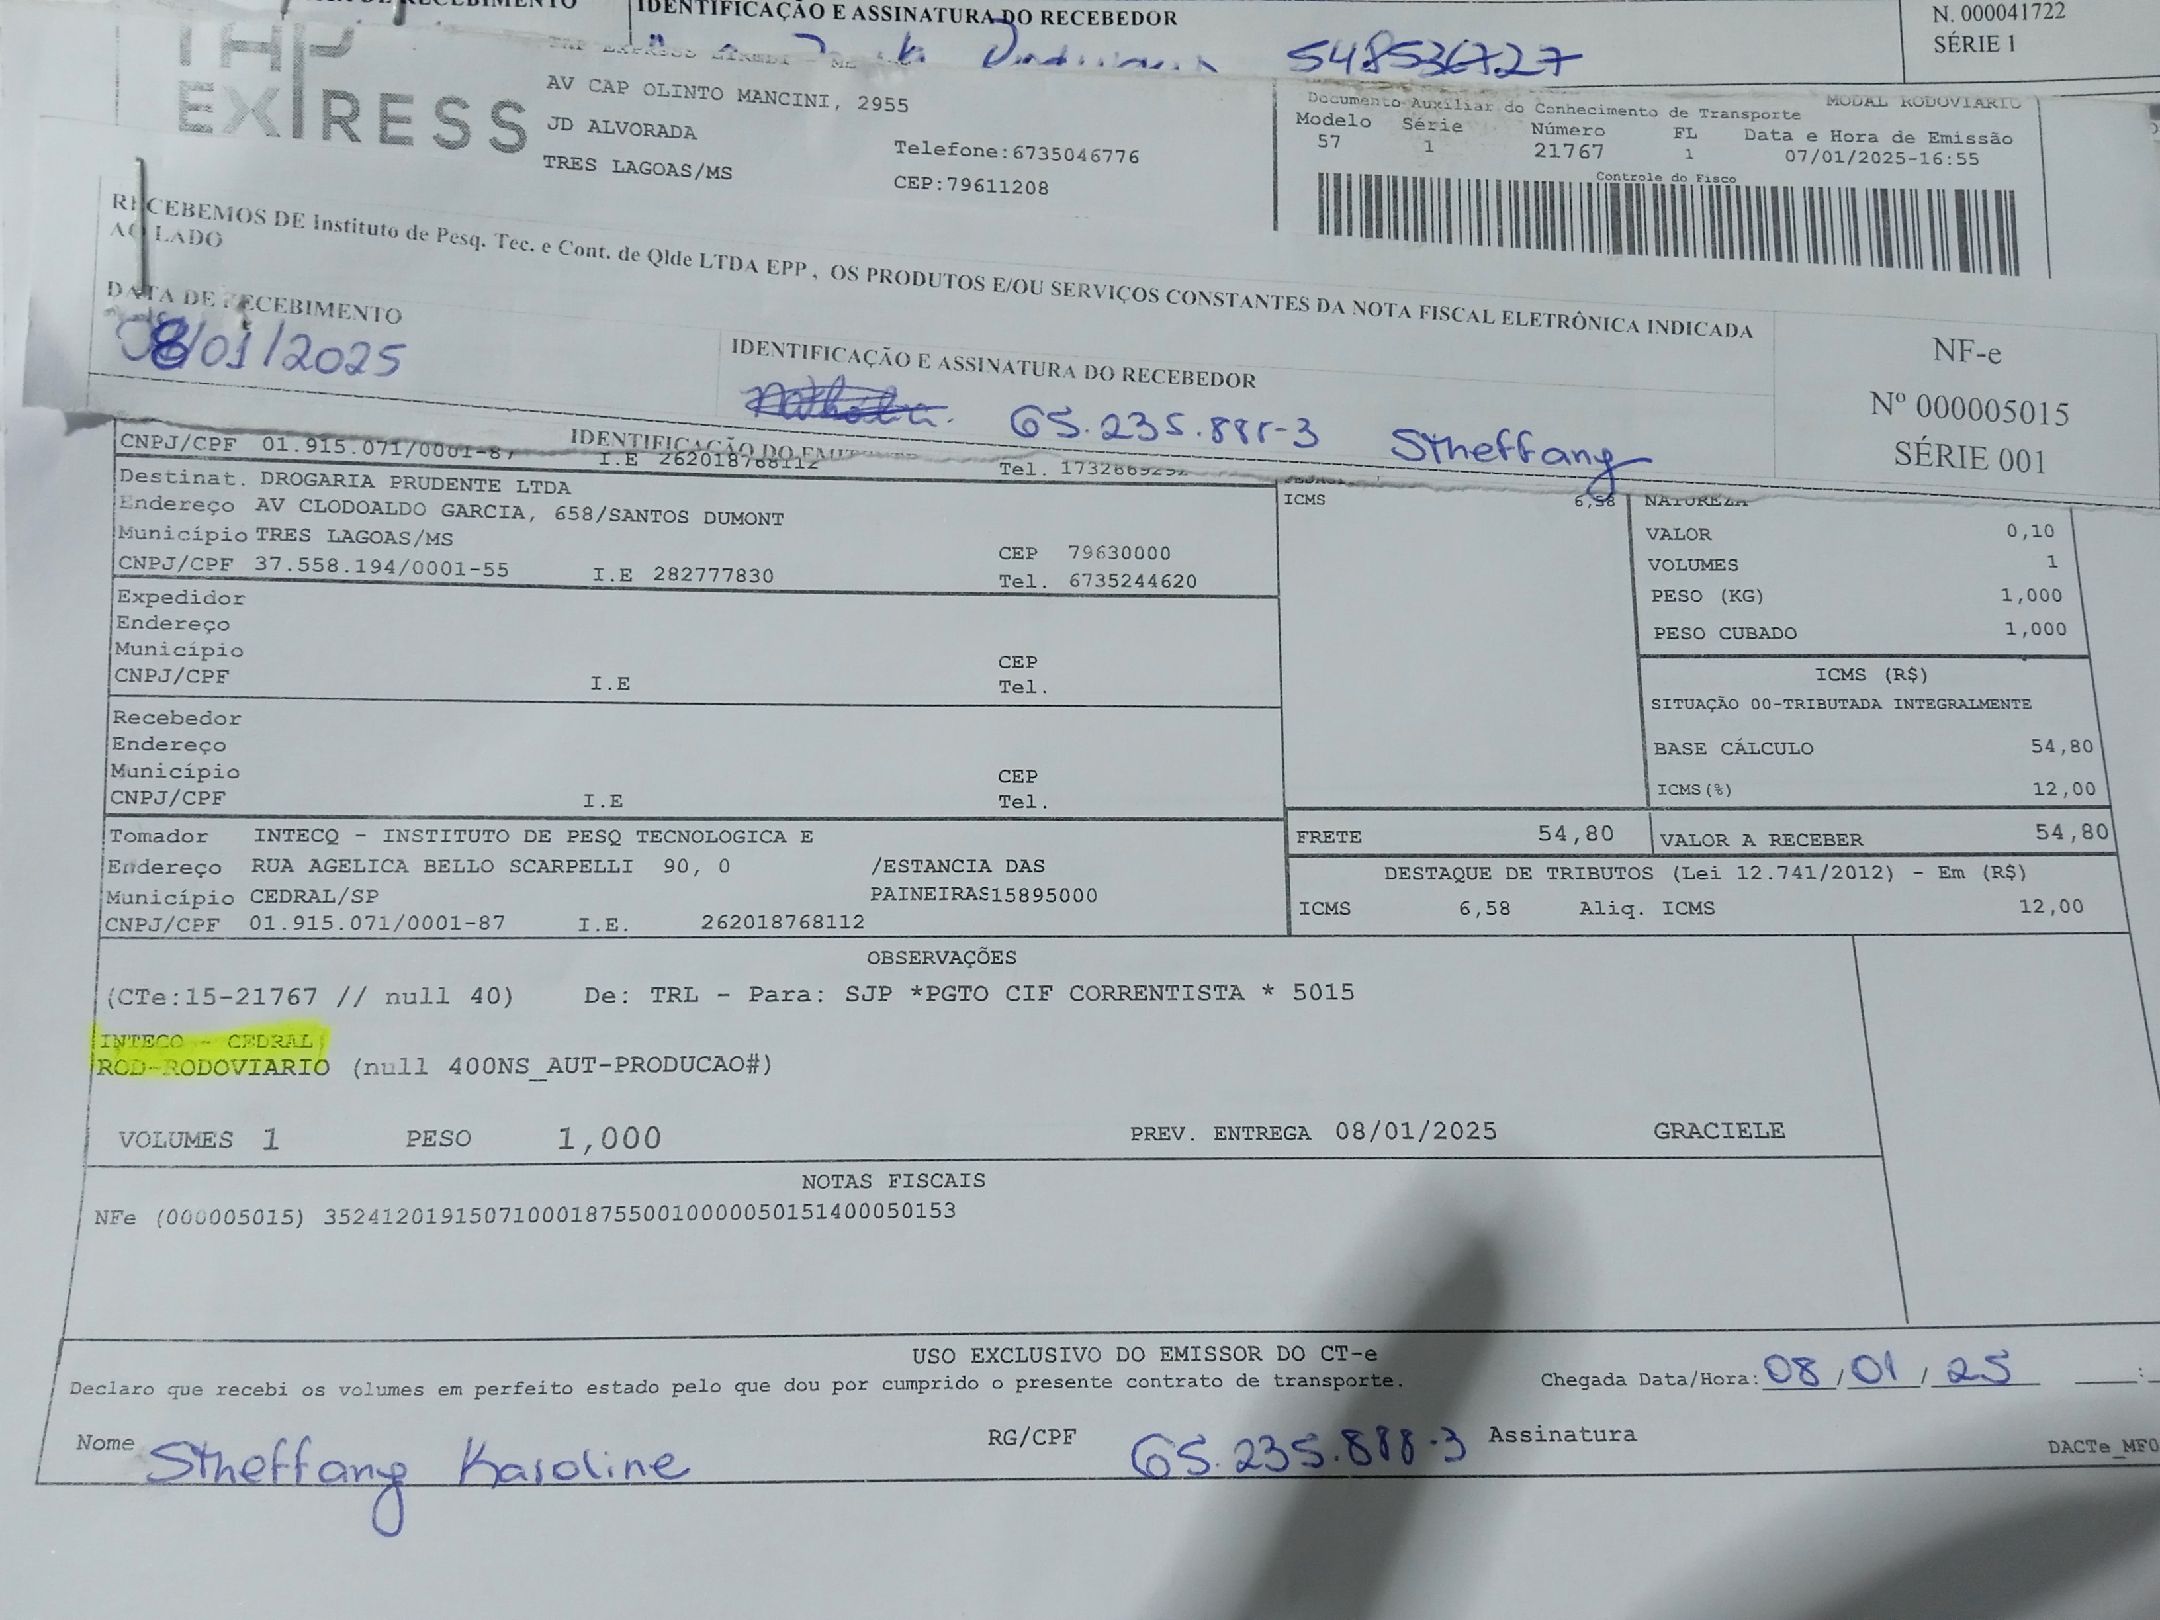 IDENTIFICAÇÃO E ASSINATURA DO RECEBEDOR
548536727
N. 000041722
SÉRIE 1
TAP
EXPRESS
AV CAP OLINTO MANCINI, 2955
JD ALVORADA
TRES LAGOAS/MS
Telefone:6735046776
CEP:79611208
Documento Auxiliar do Conhecimento de Transporte
MODAL RODOVIARIO
Modelo Série Número FL Data e Hora de Emissão
57 1 21767 1 07/01/2025-16:55
Controle do Fisco
RECEBEMOS DE Instituto de Pesq. Tec. e Cont. de Qlde LTDA EPP, OS PRODUTOS E/OU SERVIÇOS CONSTANTES DA NOTA FISCAL ELETRÔNICA INDICADA
AO LADO
DATA DE RECEBIMENTO
08/01/2025
IDENTIFICAÇÃO E ASSINATURA DO RECEBEDOR
Stheffany
NF-e
Nº 000005015
SÉRIE 001
CNPJ/CPF 01.915.071/0001-87 I.E 262018768112
Destinat. DROGARIA PRUDENTE LTDA
Endereço AV CLODOALDO GARCIA, 658/SANTOS DUMONT
Município TRES LAGOAS/MS CEP 79630000
CNPJ/CPF 37.558.194/0001-55 I.E 282777830 Tel. 6735244620
Expedidor
Endereço
Município CEP
CNPJ/CPF I.E Tel.
Recebedor
Endereço
Município CEP
CNPJ/CPF I.E Tel.
Tomador INTECQ - INSTITUTO DE PESQ TECNOLOGICA E
Endereço RUA AGELICA BELLO SCARPELLI 90, 0 /ESTANCIA DAS
Município CEDRAL/SP PAINEIRAS15895000
CNPJ/CPF 01.915.071/0001-87 I.E. 262018768112
ICMS 6,58
NATUREZA
VALOR 0,10
VOLUMES 1
PESO (KG) 1,000
PESO CUBADO 1,000
ICMS (R$)
SITUAÇÃO 00-TRIBUTADA INTEGRALMENTE
BASE CÁLCULO 54,80
ICMS(%) 12,00
FRETE 54,80 VALOR A RECEBER 54,80
DESTAQUE DE TRIBUTOS (Lei 12.741/2012) - Em (R$)
ICMS 6,58 Aliq. ICMS 12,00
OBSERVAÇÕES
(CTe:15-21767 // null 40) De: TRL - Para: SJP *PGTO CIF CORRENTISTA * 5015
INTECQ - CEDRAL
ROD-RODOVIARIO (null 400NS_AUT-PRODUCAO#)
VOLUMES 1 PESO 1,000 PREV. ENTREGA 08/01/2025 GRACIELE
NOTAS FISCAIS
NFe (000005015) 35241201915071000187550010000050151400050153
USO EXCLUSIVO DO EMISSOR DO CT-e
Declaro que recebi os volumes em perfeito estado pelo que dou por cumprido o presente contrato de transporte. Chegada Data/Hora: 08/01/25
Nome Stheffany Karoline RG/CPF 65.235.888-3 Assinatura